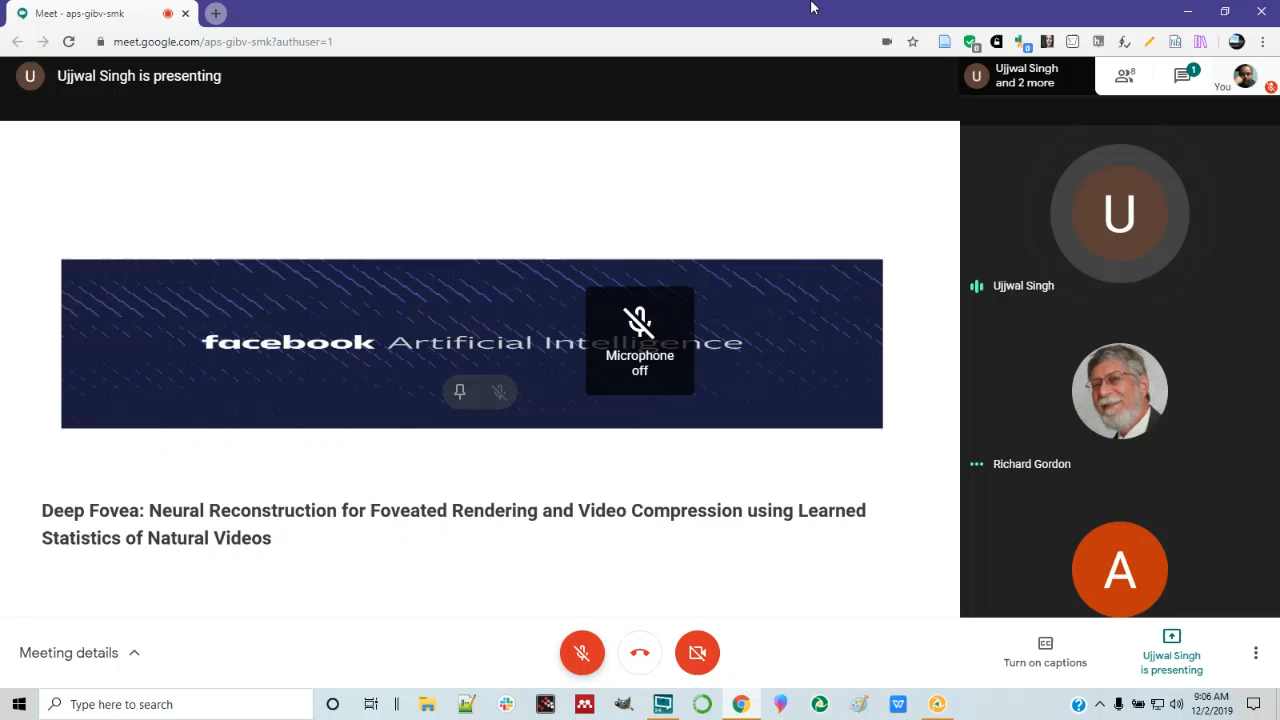 Meet - aps-gibv-smk
meet.google.com/aps-gibv-smk?authuser=1
U
Ujjwal Singh is presenting
U
Ujjwal Singh
and 2 more
8
1
You
U
Ujjwal Singh
facebook Artificial Intelligence
Microphone
off
Richard Gordon
Deep Fovea: Neural Reconstruction for Foveated Rendering and Video Compression using Learned
Statistics of Natural Videos
A
Meeting details
Turn on captions
Ujjwal Singh
is presenting
Type here to search
9:06 AM
12/2/2019